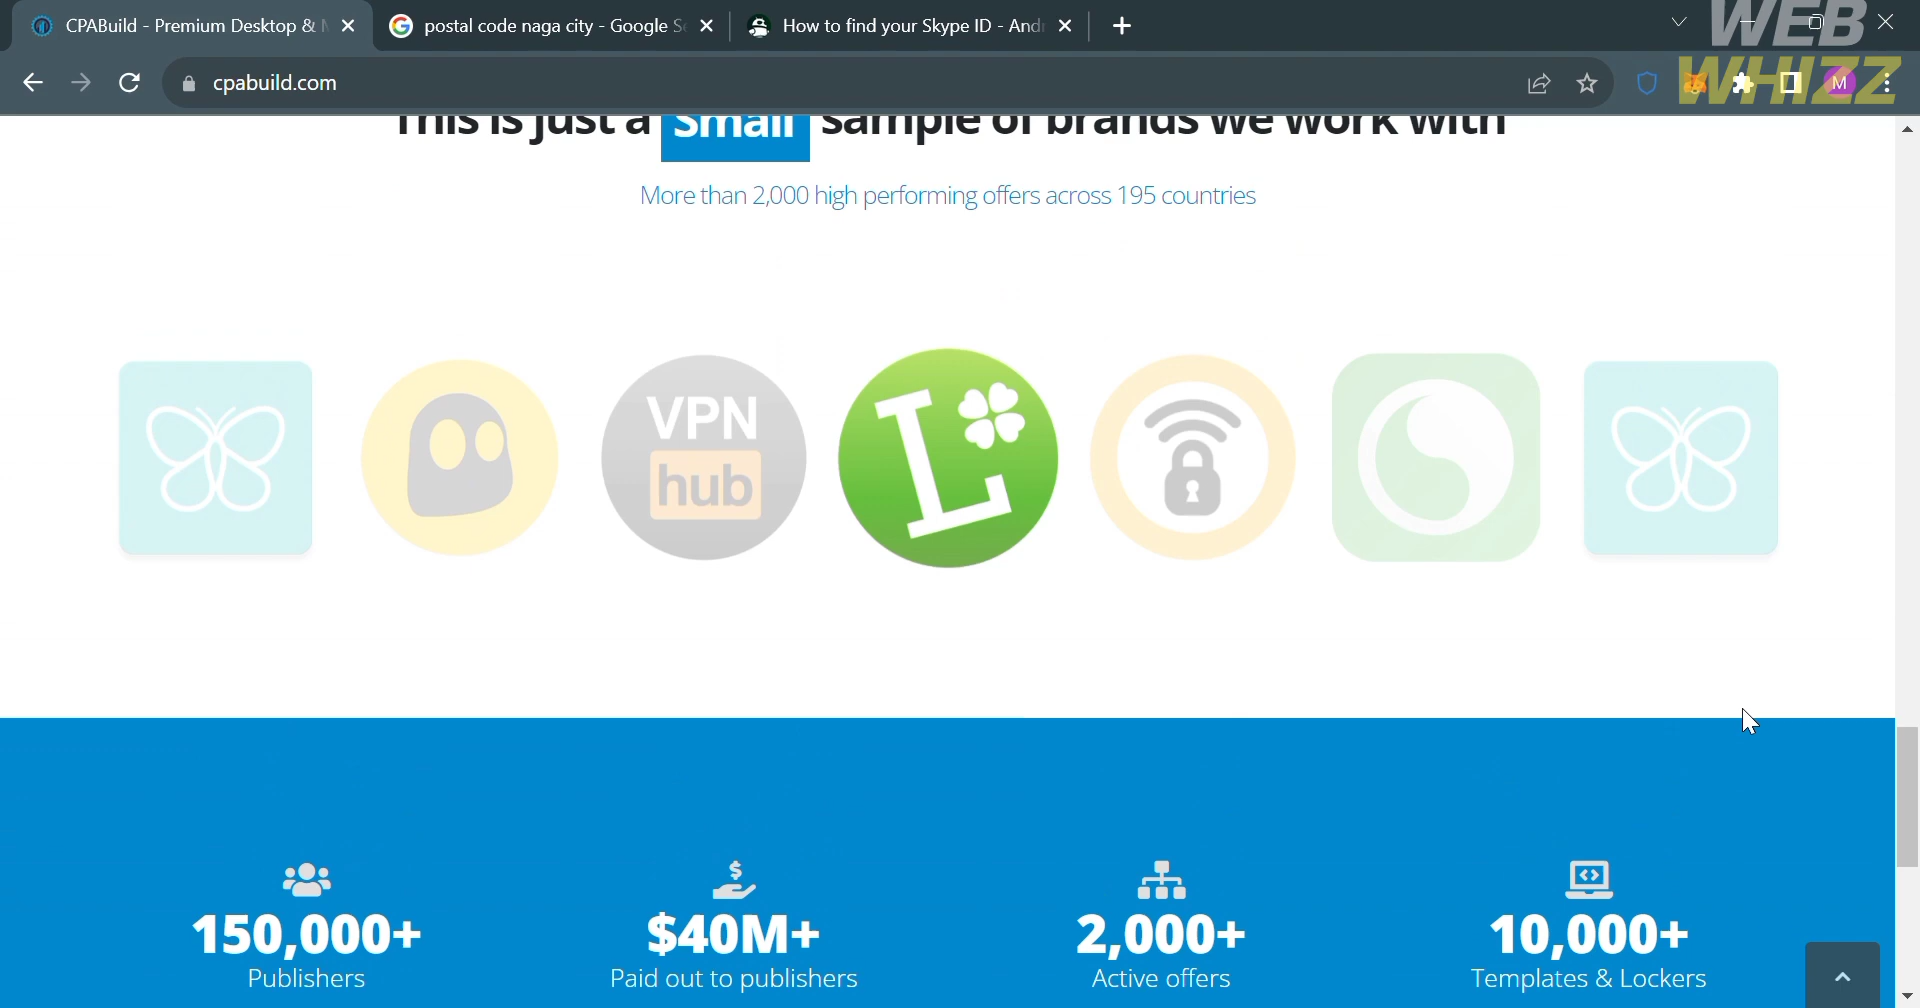 CPABuild - Premium Desktop &
postal code naga city - Google Se
How to find your Skype ID - And
WEB
WHIZZ
cpabuild.com
M
This is just a Small sample of brands we work with
More than 2,000 high performing offers across 195 countries
VPN
hub
L
150,000+
$40M+
2,000+
10,000+
Publishers
Paid out to publishers
Active offers
Templates & Lockers